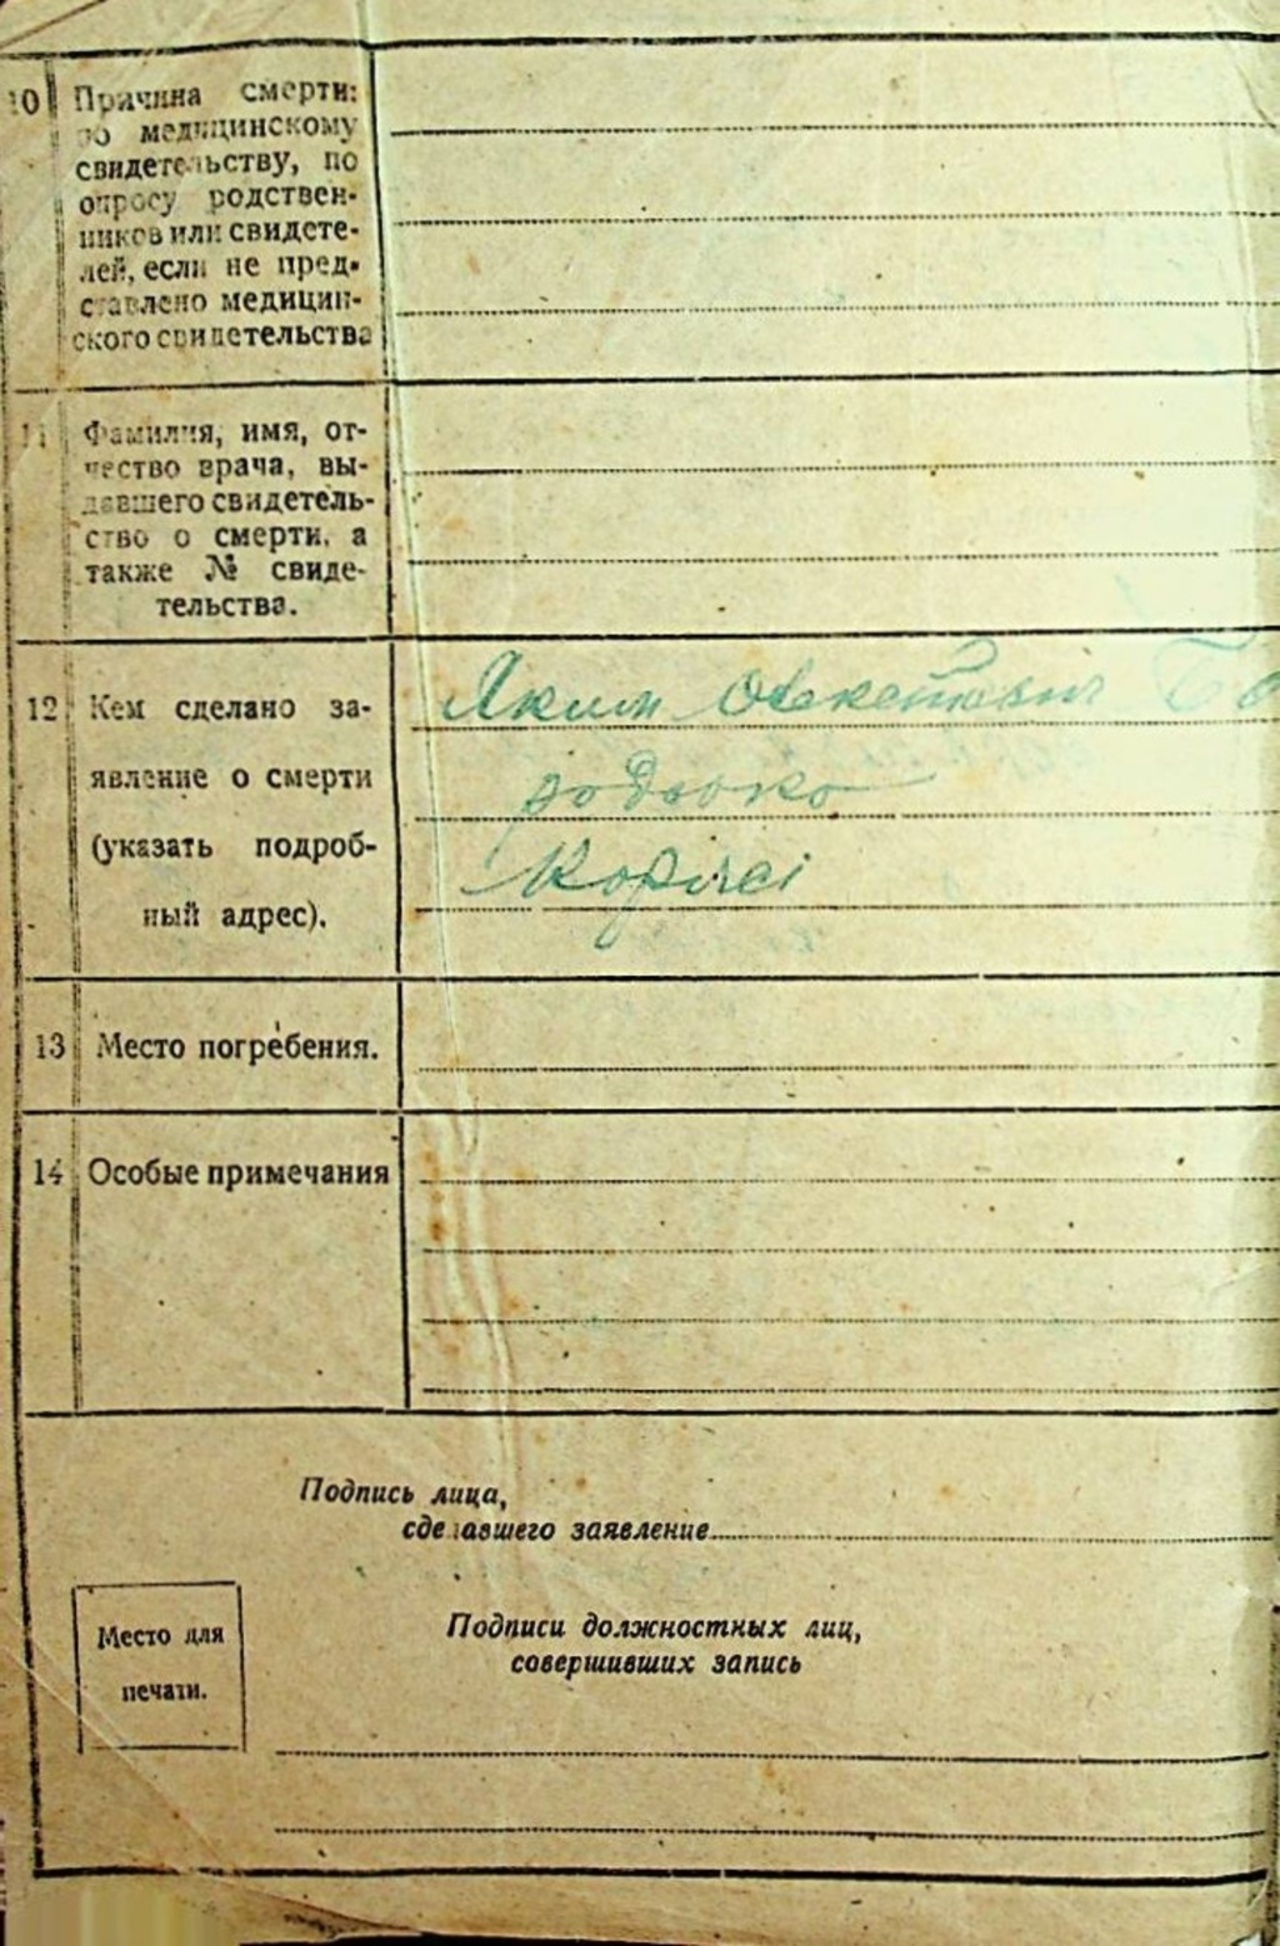 10 Причина смерти:
по медицинскому
свидетельству, по
опросу родствен-
ников или свидете-
лей, если не пред-
ставлено медицин-
ского свидетельства
11 Фамилия, имя, от-
чество врача, вы-
давшего свидетель-
ство о смерти, а
также № свиде-
тельства.
12 Кем сделано за-
явление о смерти
(указать подроб-
ный адрес).
Яким
13 Место погребения.
14 Особые примечания
Подпись лица,
сделавшего заявление
Место для
печати.
Подписи должностных лиц,
совершивших запись